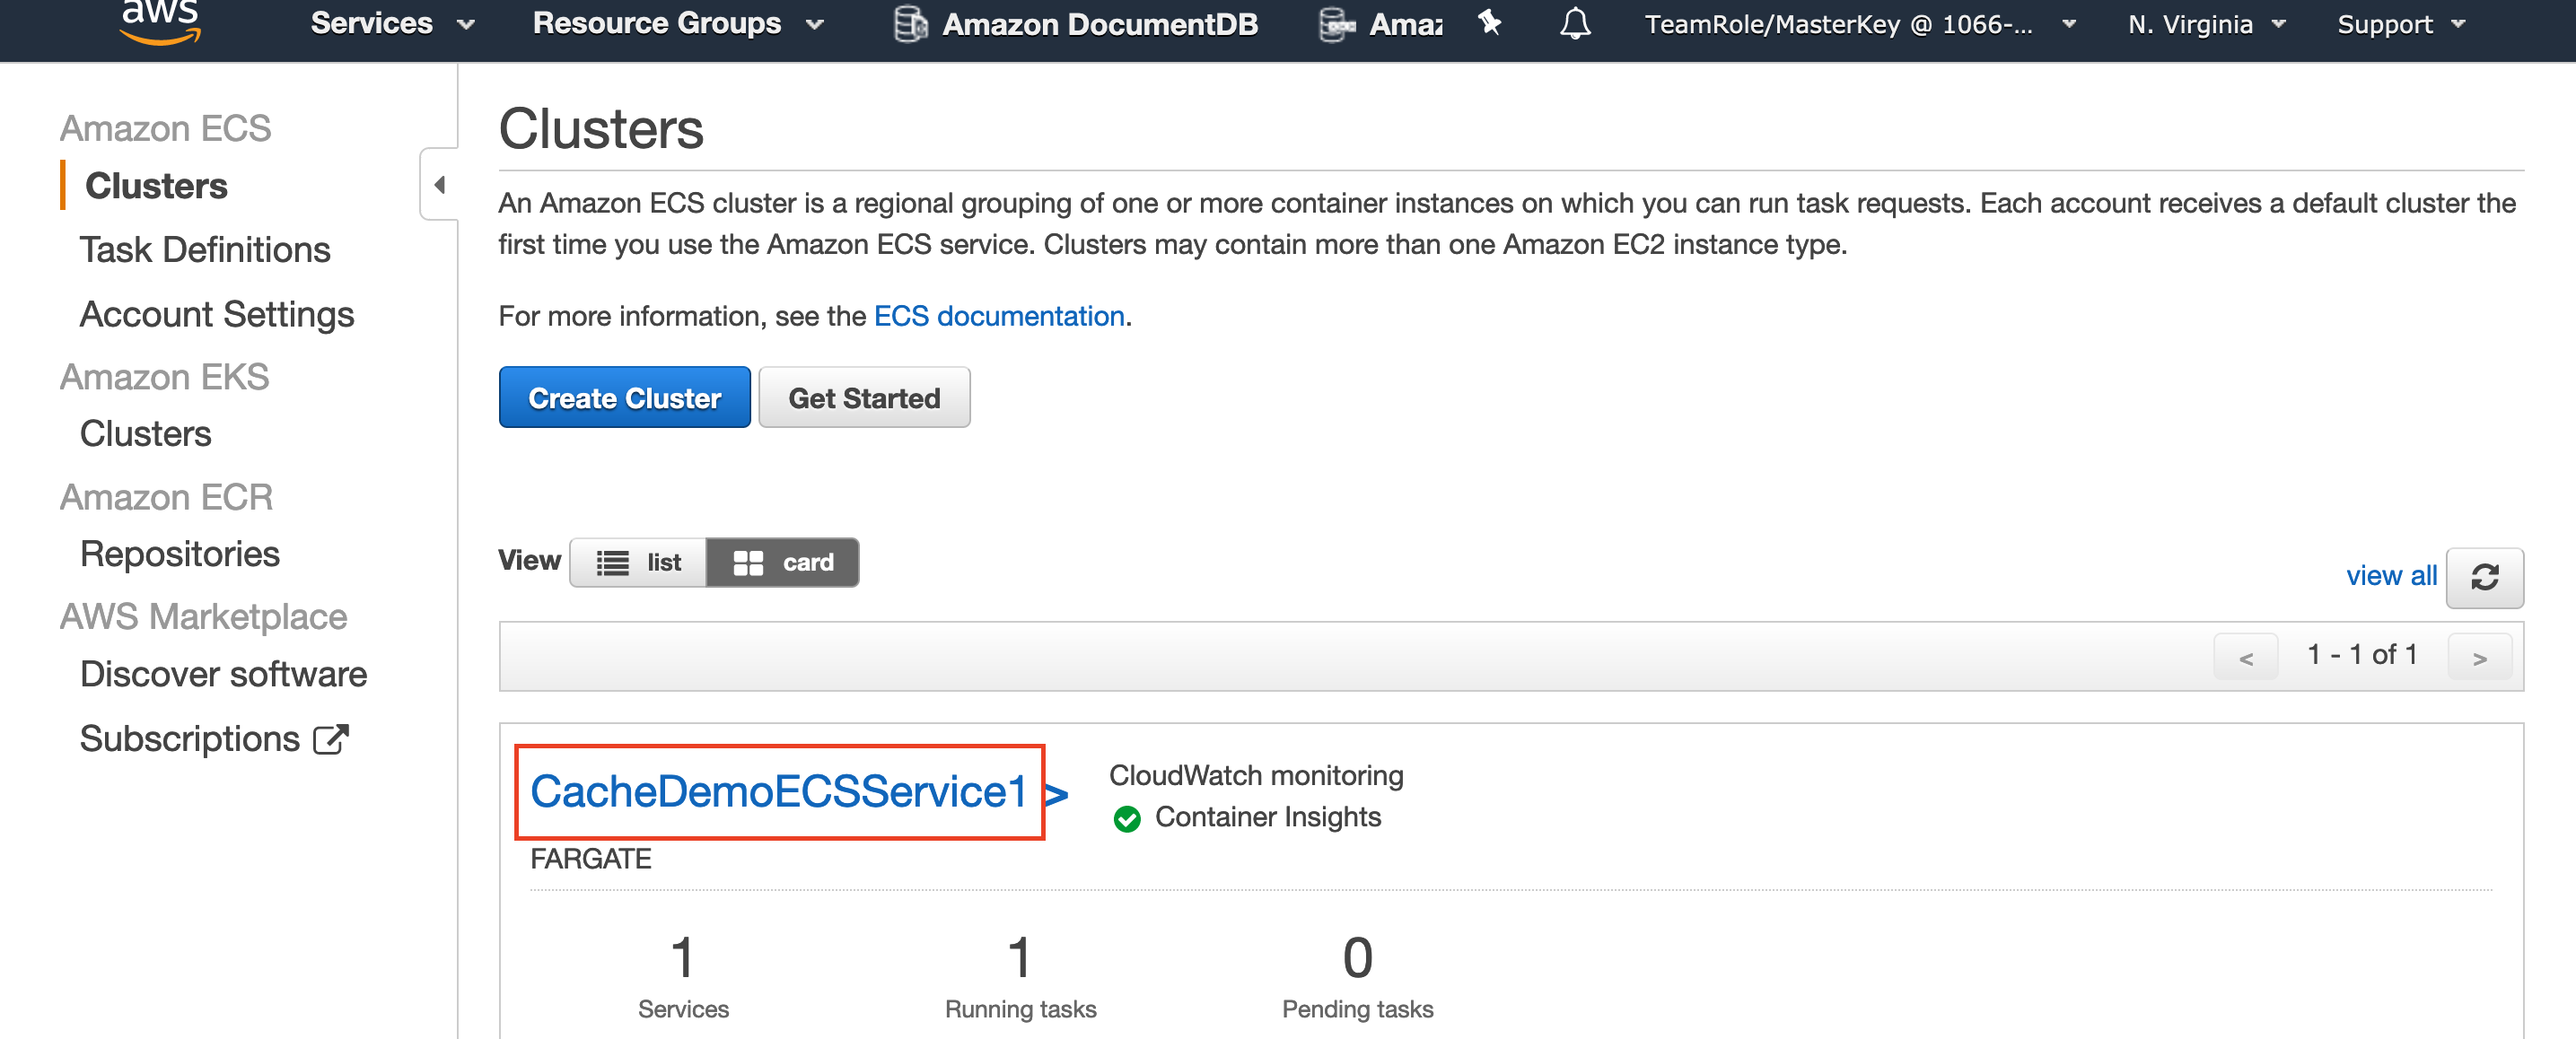 aws
Services
Resource Groups
Amazon DocumentDB
Amaz
TeamRole/MasterKey @ 1066-...
N. Virginia
Support
Amazon ECS
Clusters
Task Definitions
Account Settings
Amazon EKS
Clusters
Amazon ECR
Repositories
AWS Marketplace
Discover software
Subscriptions
Clusters
An Amazon ECS cluster is a regional grouping of one or more container instances on which you can run task requests. Each account receives a default cluster the
first time you use the Amazon ECS service. Clusters may contain more than one Amazon EC2 instance type.
For more information, see the ECS documentation.
Create Cluster
Get Started
View
list
card
view all
< 1 - 1 of 1 >
CacheDemoECSService1 >
CloudWatch monitoring
Container Insights
FARGATE
1
Services
1
Running tasks
0
Pending tasks